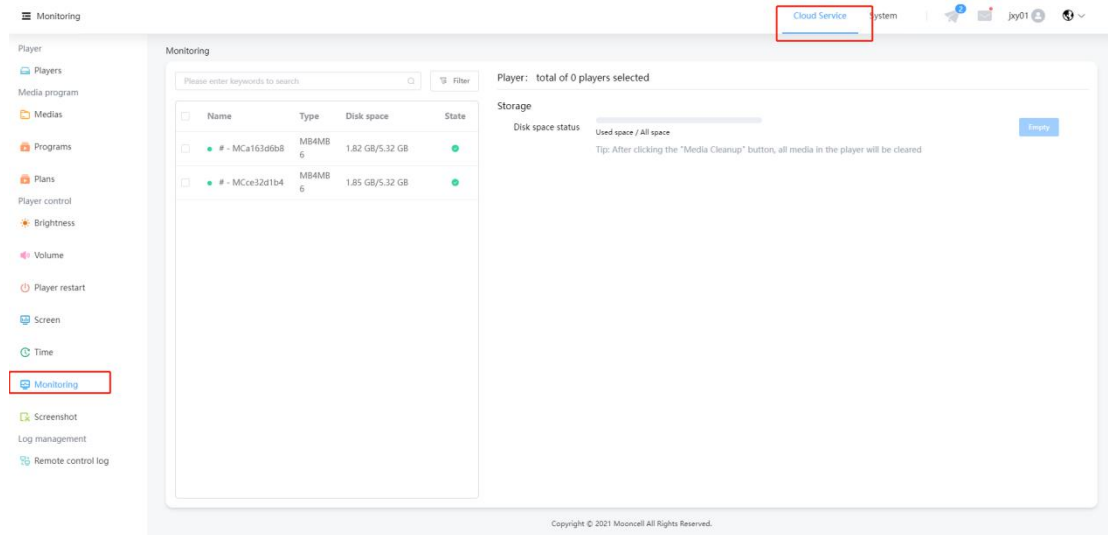 Monitoring
Cloud Service
System
2
jxy01
Player
Players
Media program
Medias
Programs
Plans
Player control
Brightness
Volume
Player restart
Screen
Time
Monitoring
Screenshot
Log management
Remote control log
Monitoring
Please enter keywords to search
Filter
Name Type Disk space State
# - MCa163d6b8 MB4MB 1.82 GB/5.32 GB
6
# - MCce32d1b4 MB4MB 1.85 GB/5.32 GB
6
Player: total of 0 players selected
Storage
Disk space status
Used space / All space
Empty
Tip: After clicking the "Media Cleanup" button, all media in the player will be cleared
Copyright © 2021 Mooncell All Rights Reserved.